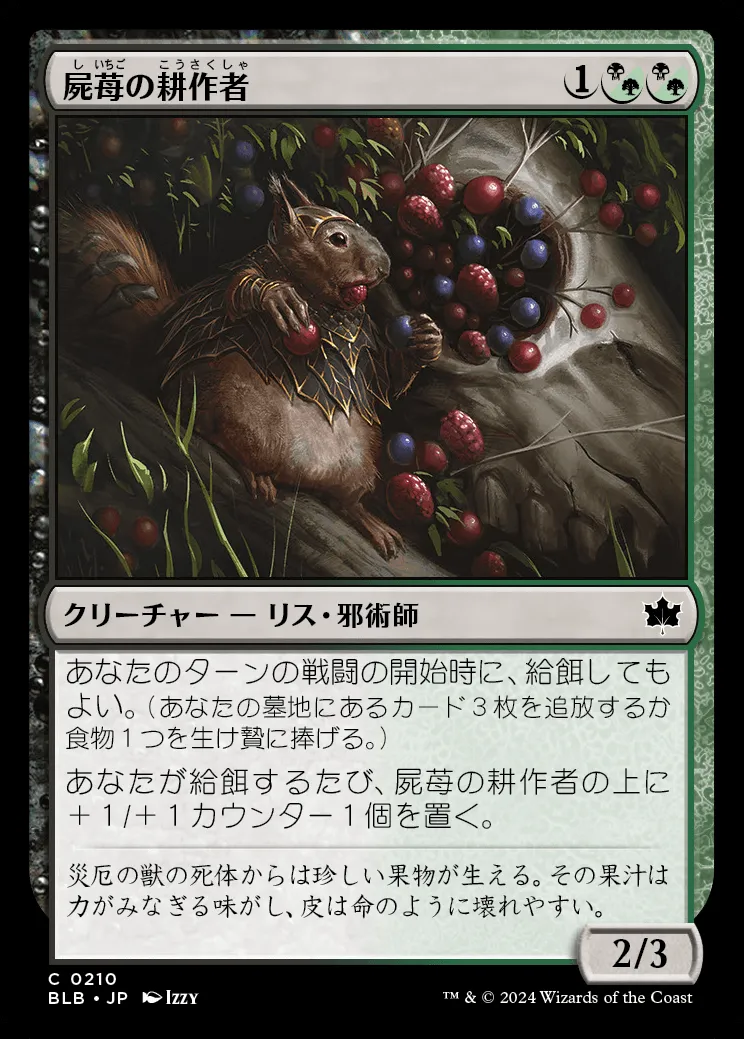 屍苺の耕作者
し いちご こうさくしゃ
1
クリーチャー — リス・邪術師
あなたのターンの戦闘の開始時に、給餌しても
よい。（あなたの墓地にあるカード３枚を追放するか
食物１つを生け贄に捧げる。）
あなたが給餌するたび、屍苺の耕作者の上に
＋１/＋１カウンター１個を置く。
災厄の獣の死体からは珍しい果物が生える。その果汁は
力がみなぎる味がし、皮は命のように壊れやすい。
2/3
C 0210
BLB • JP Izzy
™ & © 2024 Wizards of the Coast